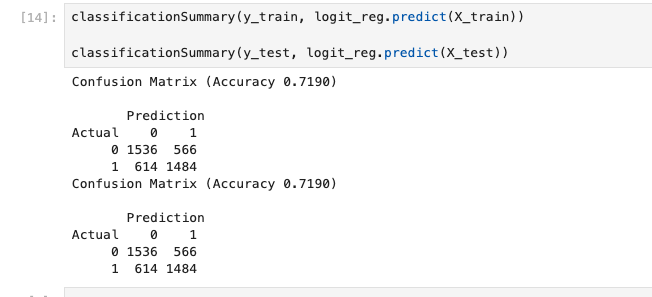 [14]: classificationSummary(y_train, logit_reg.predict(X_train))
classificationSummary(y_test, logit_reg.predict(X_test))
Confusion Matrix (Accuracy 0.7190)
Prediction
Actual 0 1
0 1536 566
1 614 1484
Confusion Matrix (Accuracy 0.7190)
Prediction
Actual 0 1
0 1536 566
1 614 1484